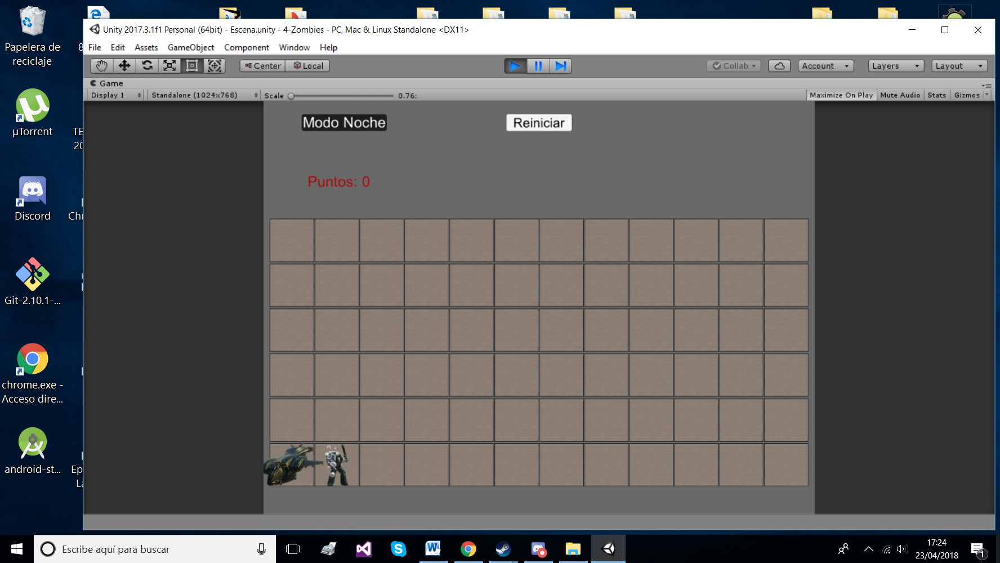 Papelera de
reciclaje
µTorrent
Discord
Git-2.10.1-...
chrome.exe -
Acceso dire...
android-st...
8
TE
20
Chr
Ep
La
Unity 2017.3.1f1 Personal (64bit) - Escena.unity - 4-Zombies - PC, Mac & Linux Standalone <DX11>
File Edit Assets GameObject Component Window Help
Center Local Collab Account Layers Layout
Game
Display 1 Standalone (1024x768) Scale 0.76: Maximize On Play Mute Audio Stats Gizmos
Modo Noche Reiniciar
Puntos: 0
Escribe aquí para buscar
17:24
23/04/2018
1